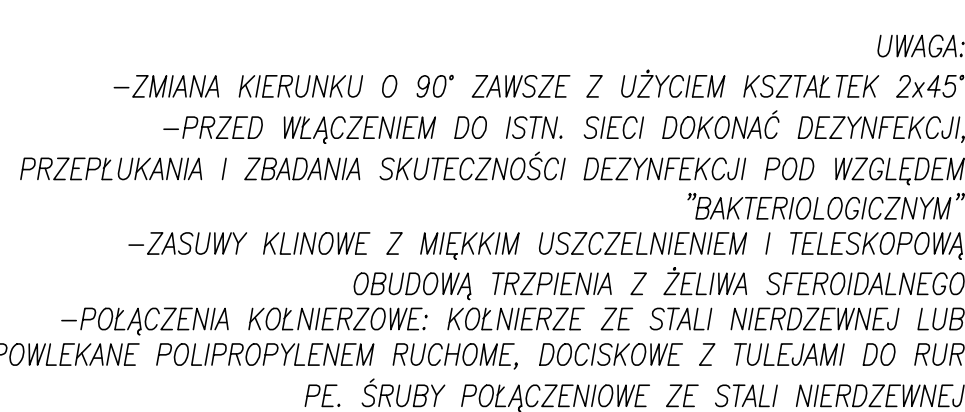 UWAGA:
-ZMIANA KIERUNKU O 90° ZAWSZE Z UŻYCIEM KSZTAŁTEK 2x45°
-PRZED WŁĄCZENIEM DO ISTN. SIECI DOKONAĆ DEZYNFEKCJI,
PRZEPŁUKANIA I ZBADANIA SKUTECZNOŚCI DEZYNFEKCJI POD WZGLĘDEM
"BAKTERIOLOGICZNYM"
-ZASUWY KLINOWE Z MIĘKKIM USZCZELNIENIEM I TELESKOPOWĄ
OBUDOWĄ TRZPIENIA Z ŻELIWA SFEROIDALNEGO
-POŁĄCZENIA KOŁNIERZOWE: KOŁNIERZE ZE STALI NIERDZEWNEJ LUB
POWLEKANE POLIPROPYLENEM RUCHOME, DOCISKOWE Z TULEJAMI DO RUR
PE. ŚRUBY POŁĄCZENIOWE ZE STALI NIERDZEWNEJ